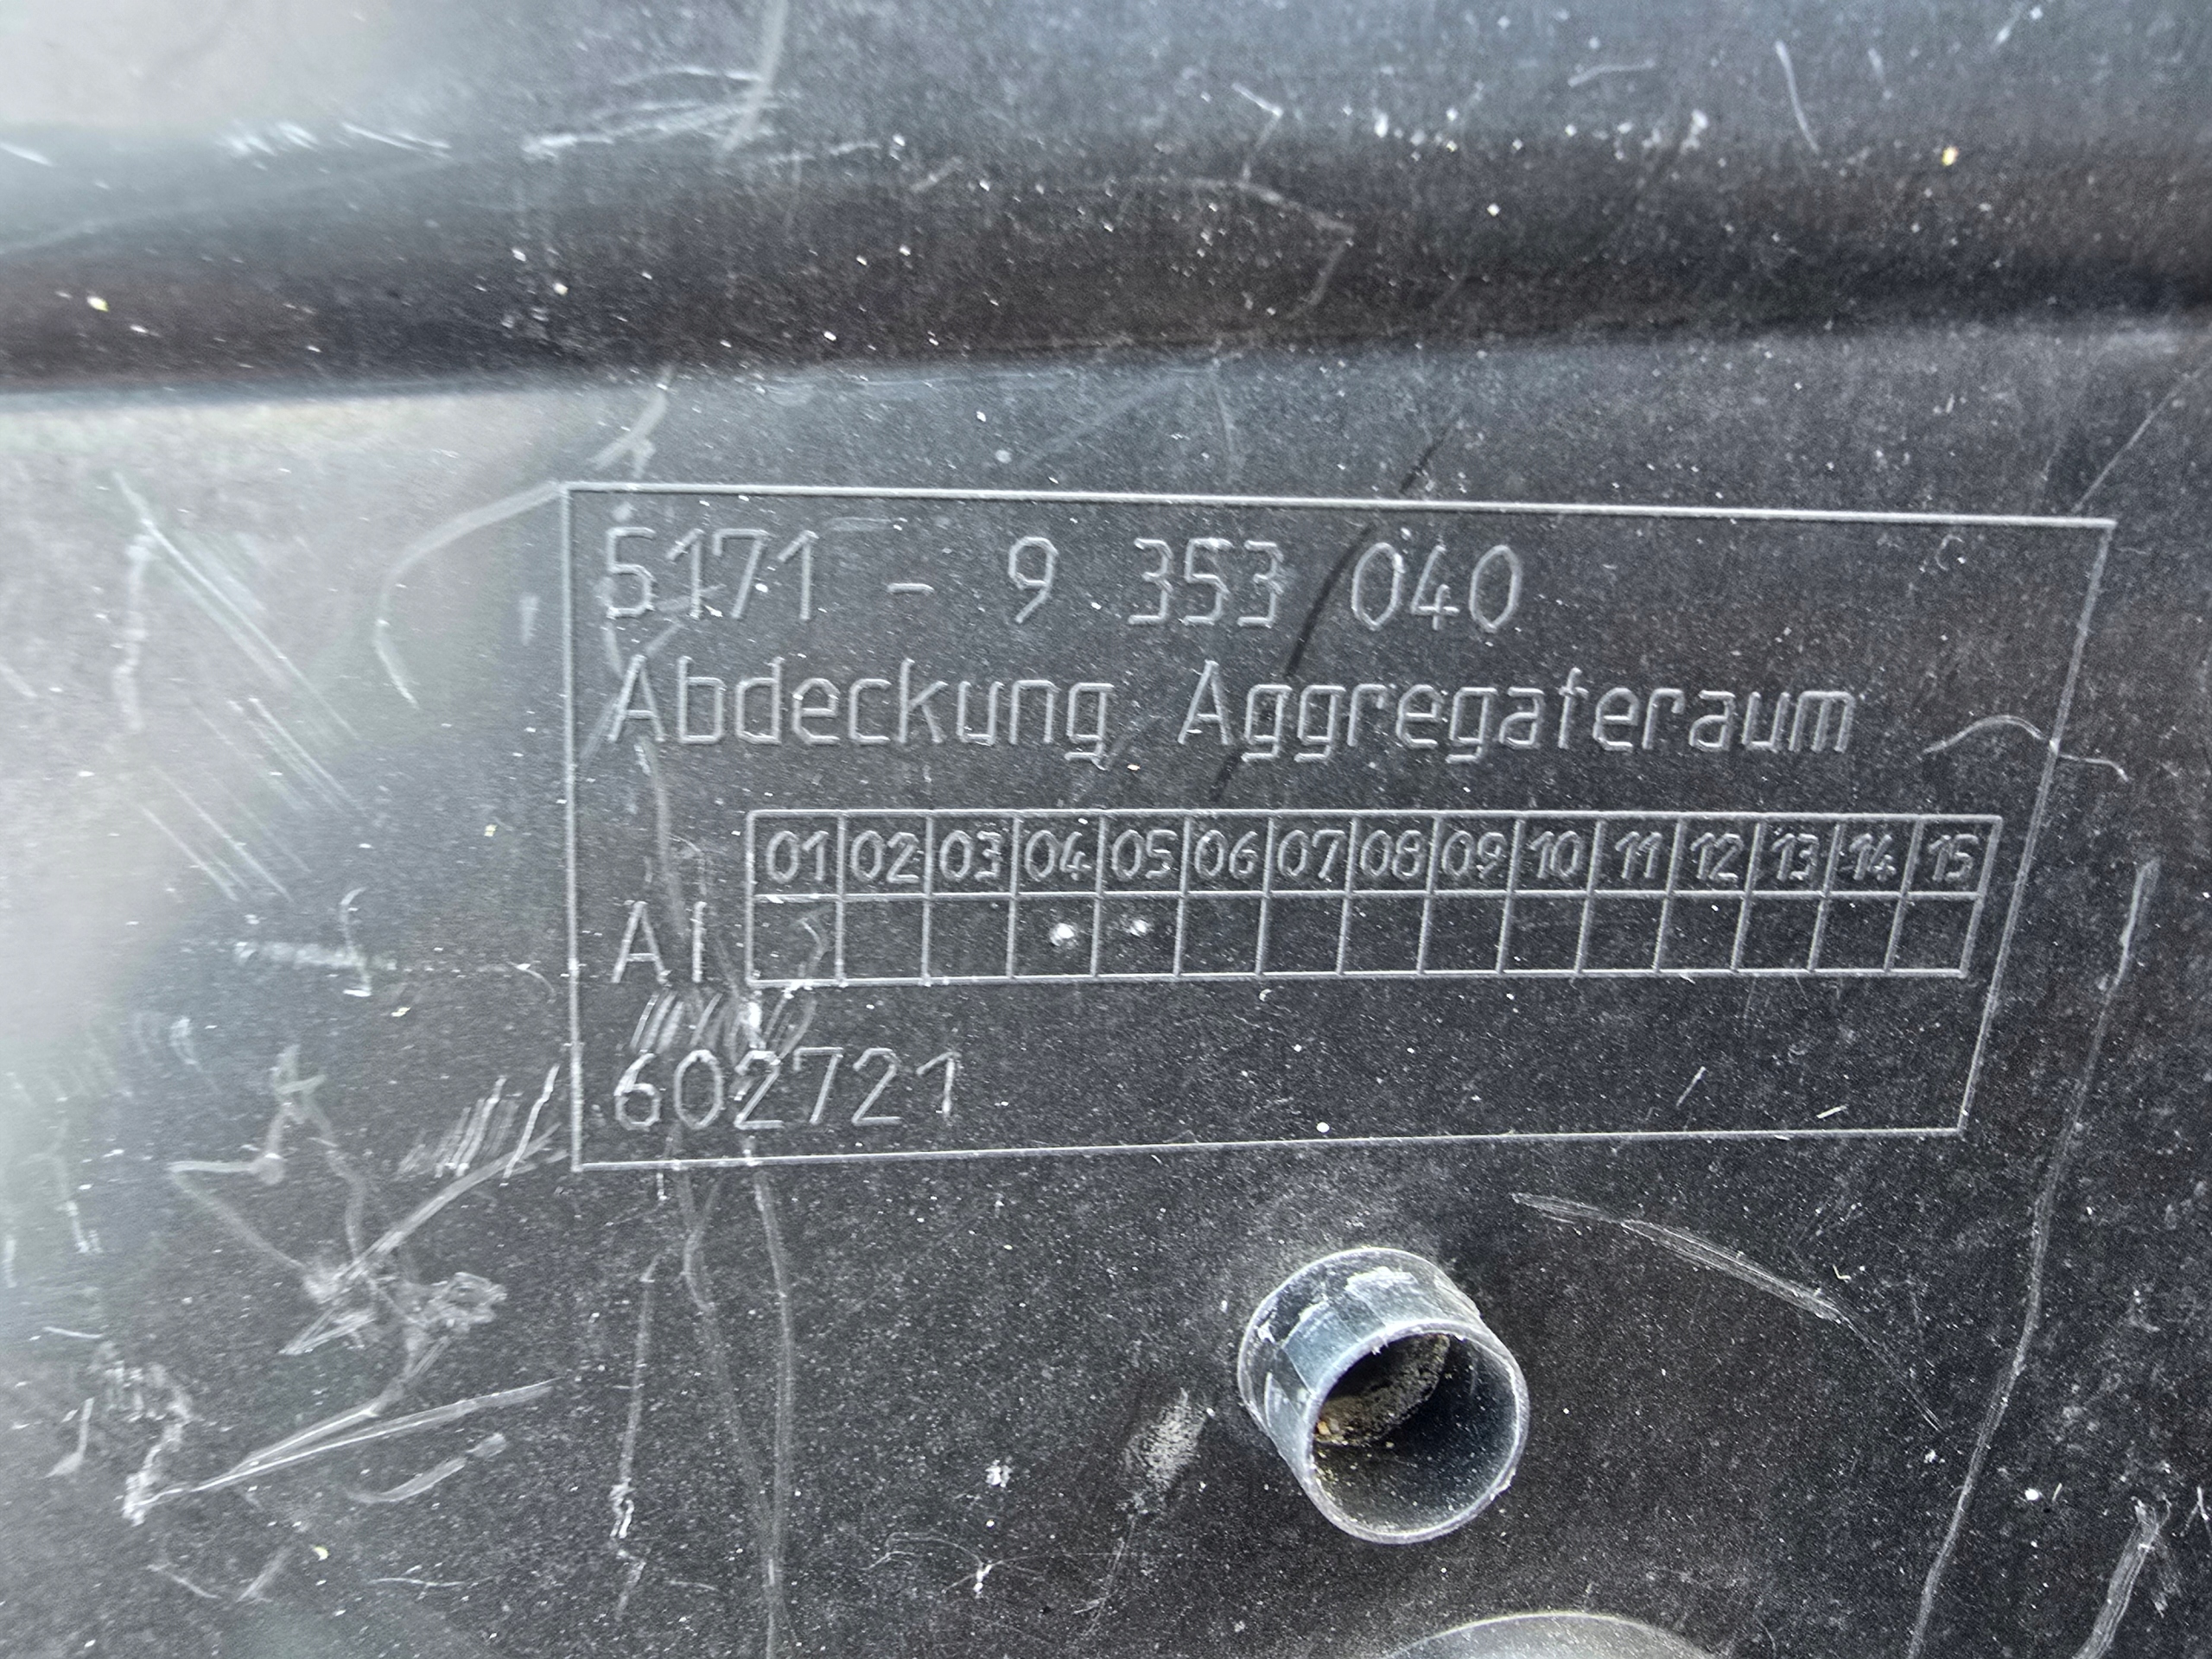 5171 - 9 353 040
Abdeckung Aggregateraum
01 02 03 04 05 06 07 08 09 10 11 12 13 14 15
AI
602721